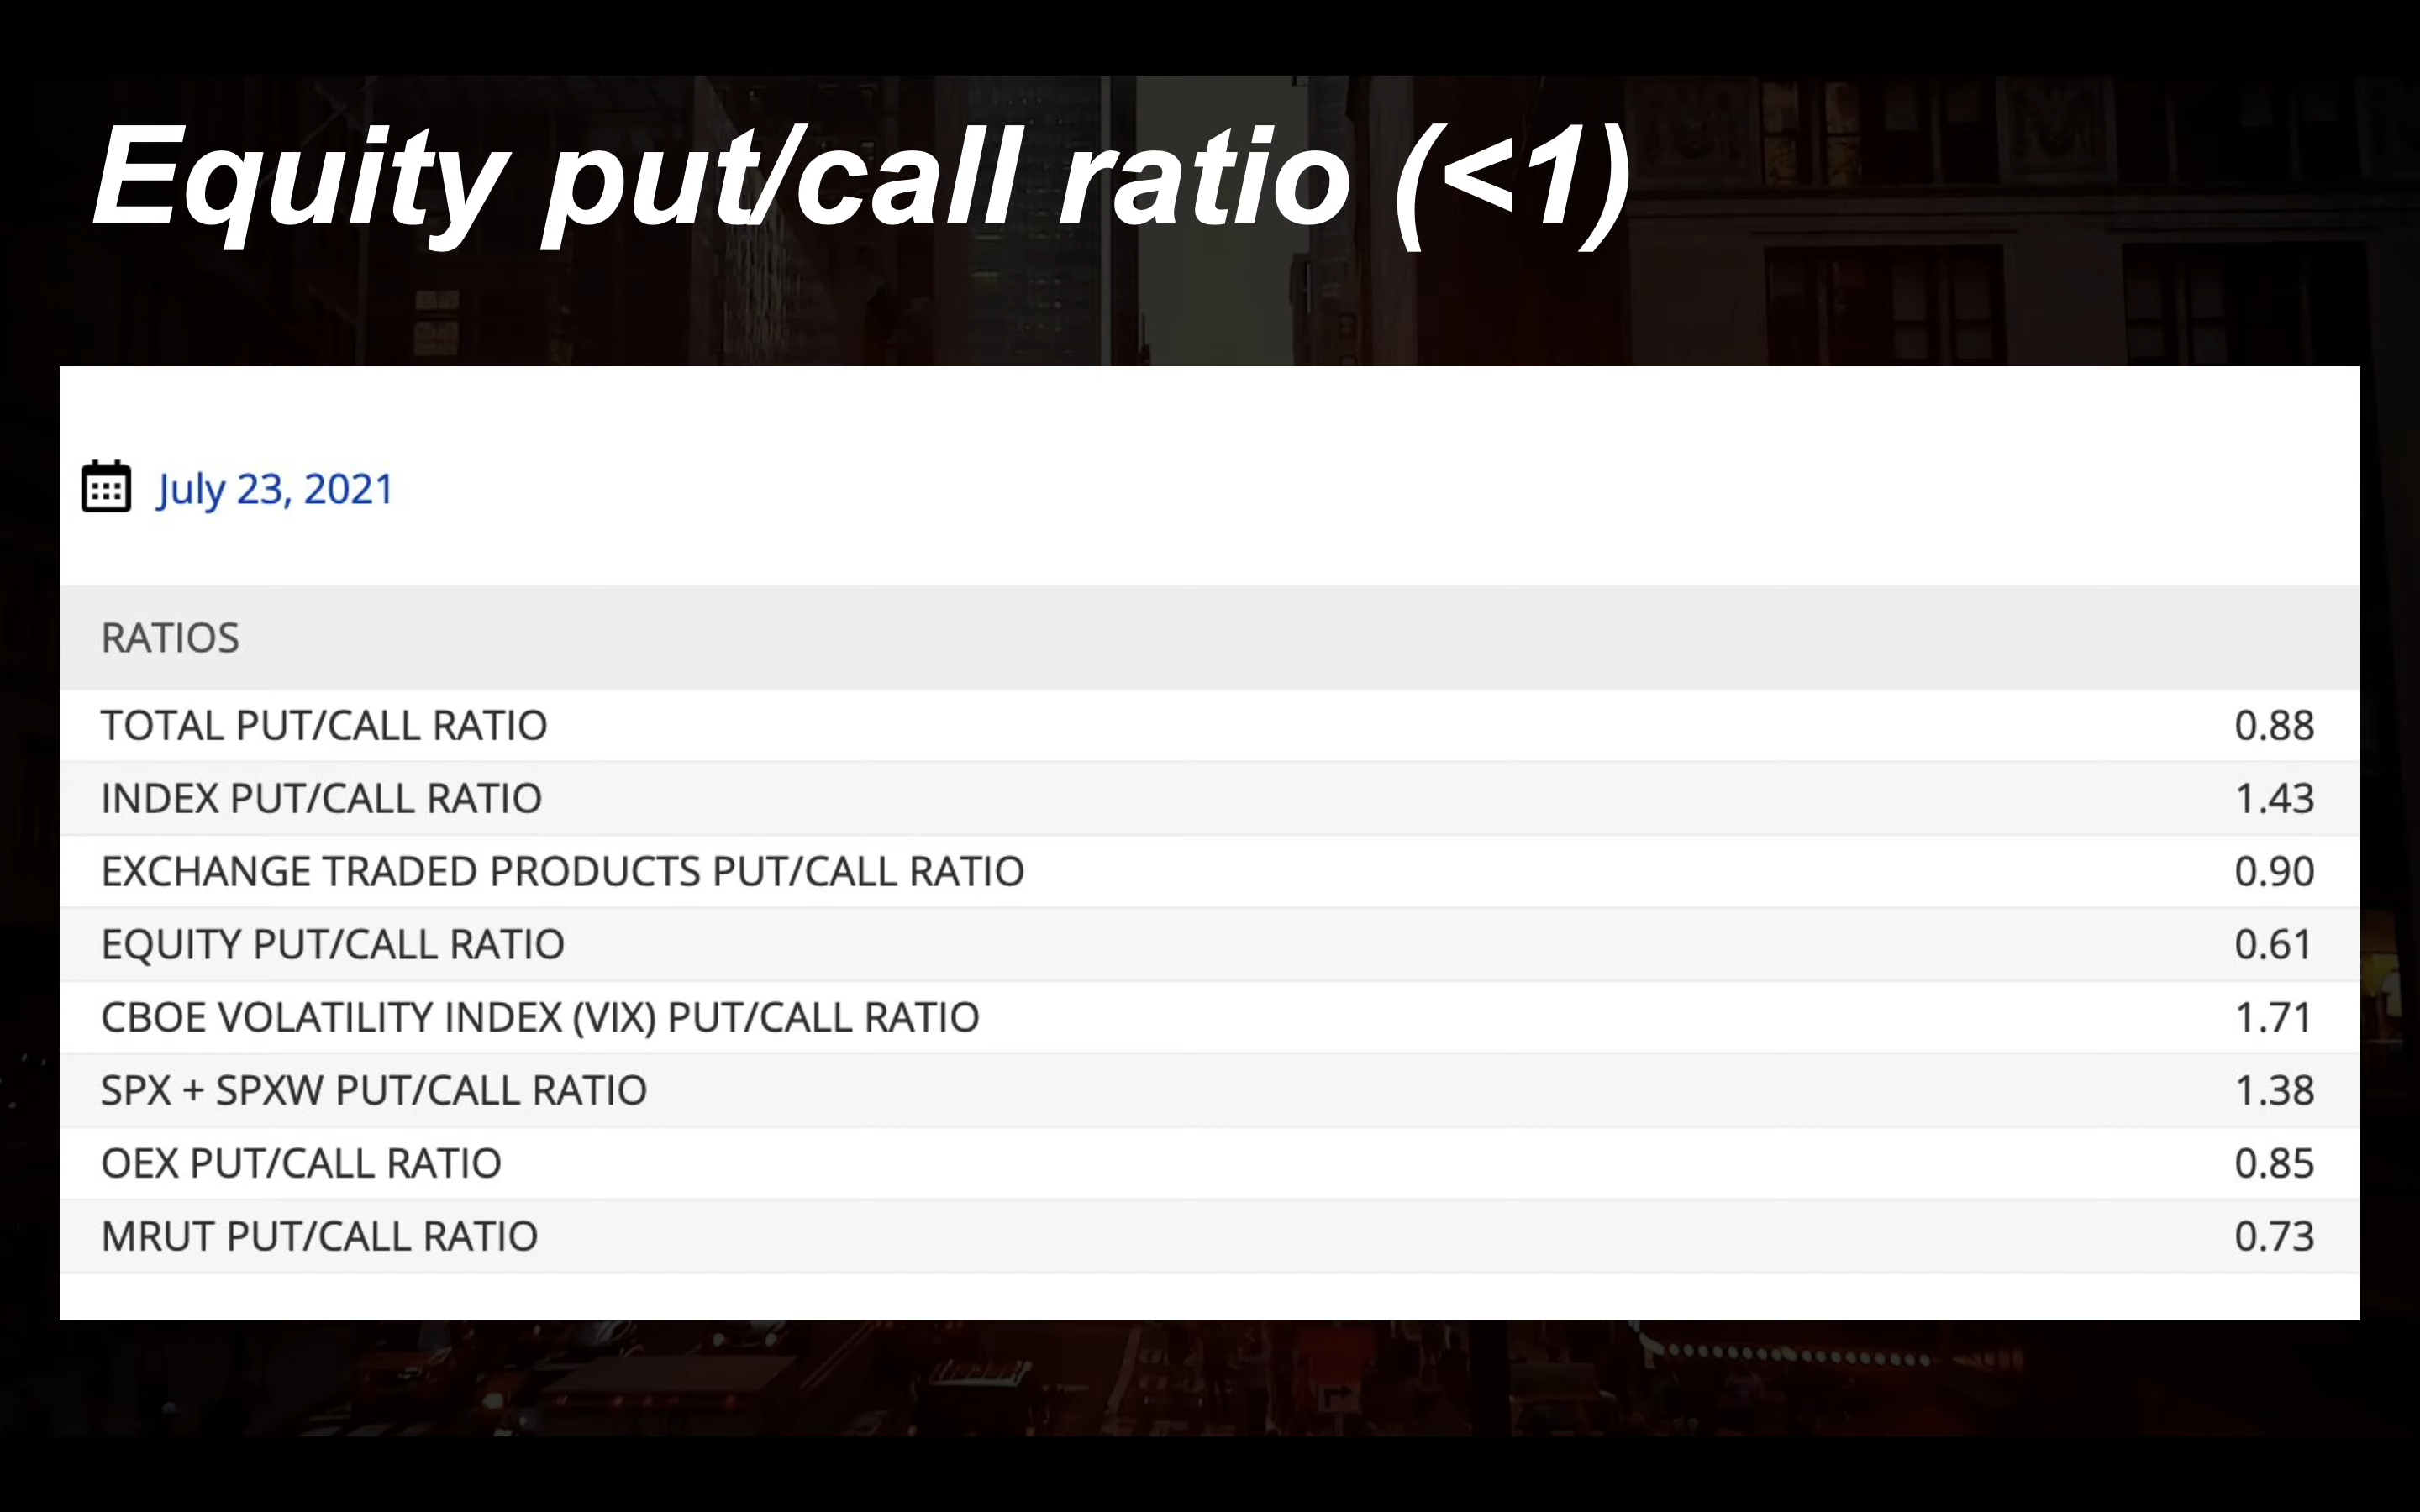 Equity put/call ratio (<1)
July 23, 2021
RATIOS
TOTAL PUT/CALL RATIO 0.88
INDEX PUT/CALL RATIO 1.43
EXCHANGE TRADED PRODUCTS PUT/CALL RATIO 0.90
EQUITY PUT/CALL RATIO 0.61
CBOE VOLATILITY INDEX (VIX) PUT/CALL RATIO 1.71
SPX + SPXW PUT/CALL RATIO 1.38
OEX PUT/CALL RATIO 0.85
MRUT PUT/CALL RATIO 0.73